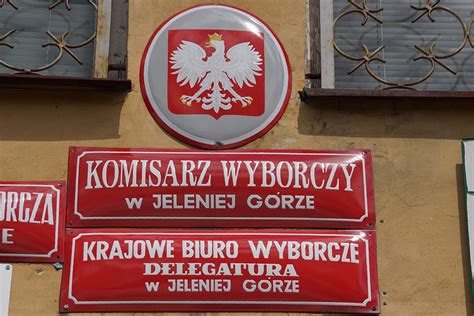 KOMISARZ WYBORCZY
W JELENIEJ GÓRZE
KRAJOWE BIURO WYBORCZE
DELEGATURA
W JELENIEJ GÓRZE